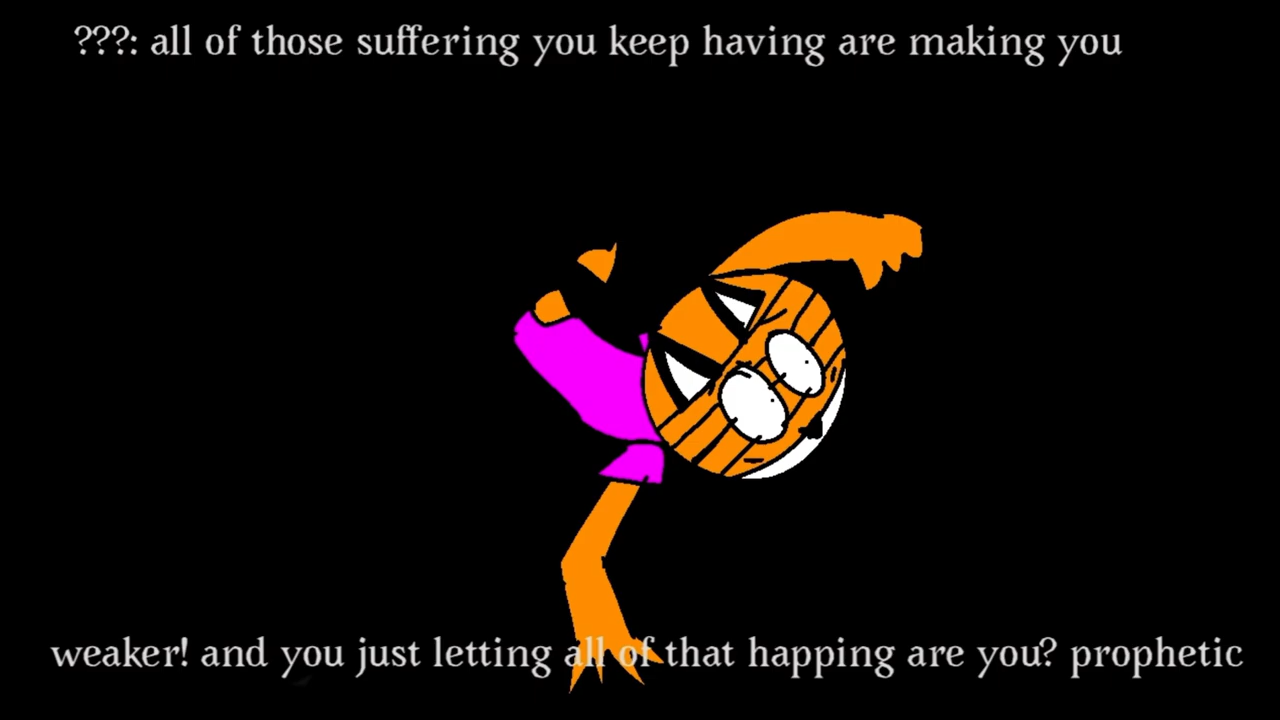 ???: all of those suffering you keep having are making you
weaker! and you just letting all of that happing are you? prophetic